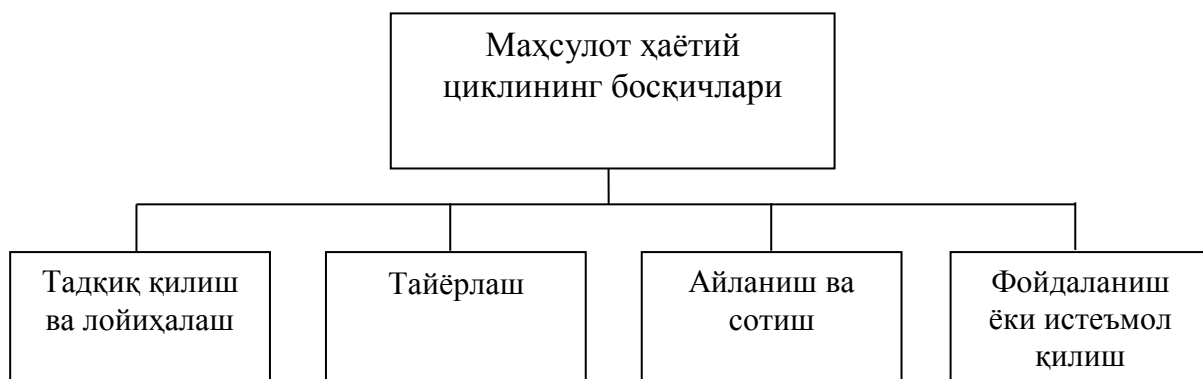 Маҳсулот ҳаётий
циклининг босқичлари
Тадқиқ қилиш
ва лойиҳалаш
Тайёрлаш
Айланиш ва
сотиш
Фойдаланиш
ёки истеъмол
қилиш